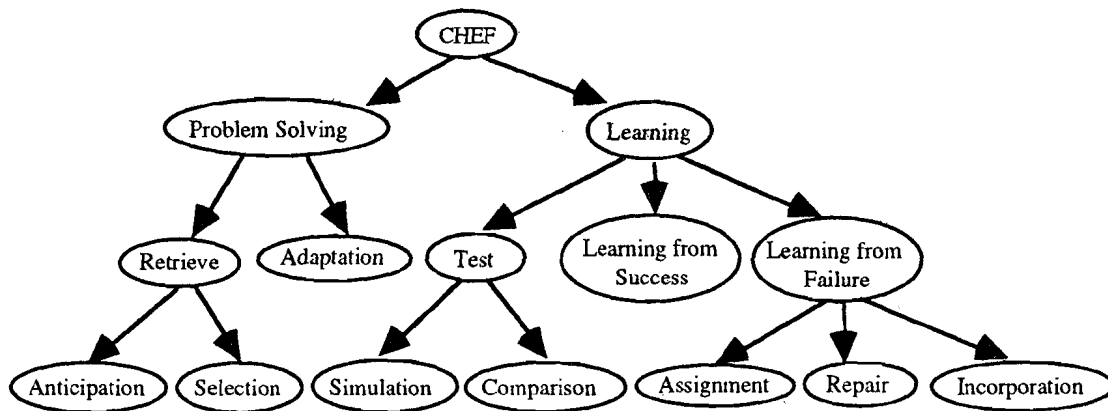 CHEF
Problem Solving
Learning
Retrieve
Adaptation
Test
Learning from
Success
Learning from
Failure
Anticipation
Selection
Simulation
Comparison
Assignment
Repair
Incorporation